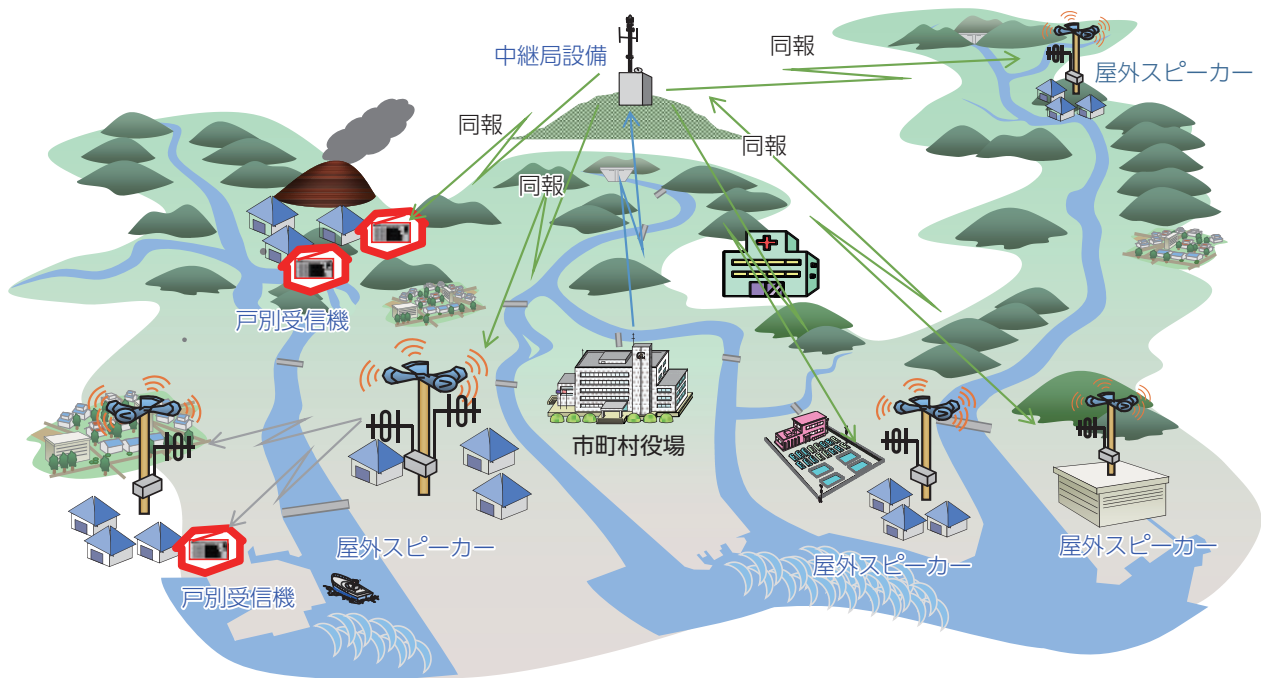 同報
中継局設備
屋外スピーカー
同報
同報
同報
戸別受信機
市町村役場
屋外スピーカー
屋外スピーカー
屋外スピーカー
戸別受信機